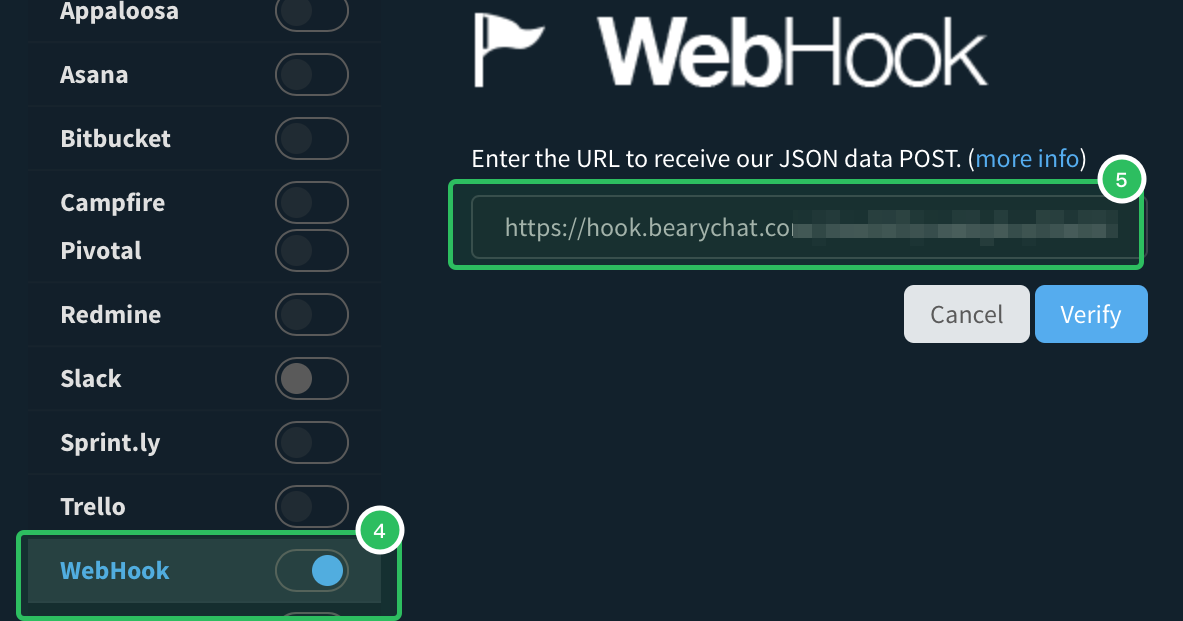 Appaloosa
Asana
Bitbucket
Campfire
Pivotal
Redmine
Slack
Sprint.ly
Trello
4
WebHook
WebHook
Enter the URL to receive our JSON data POST. (more info)
5
https://hook.bearychat.co
Cancel
Verify